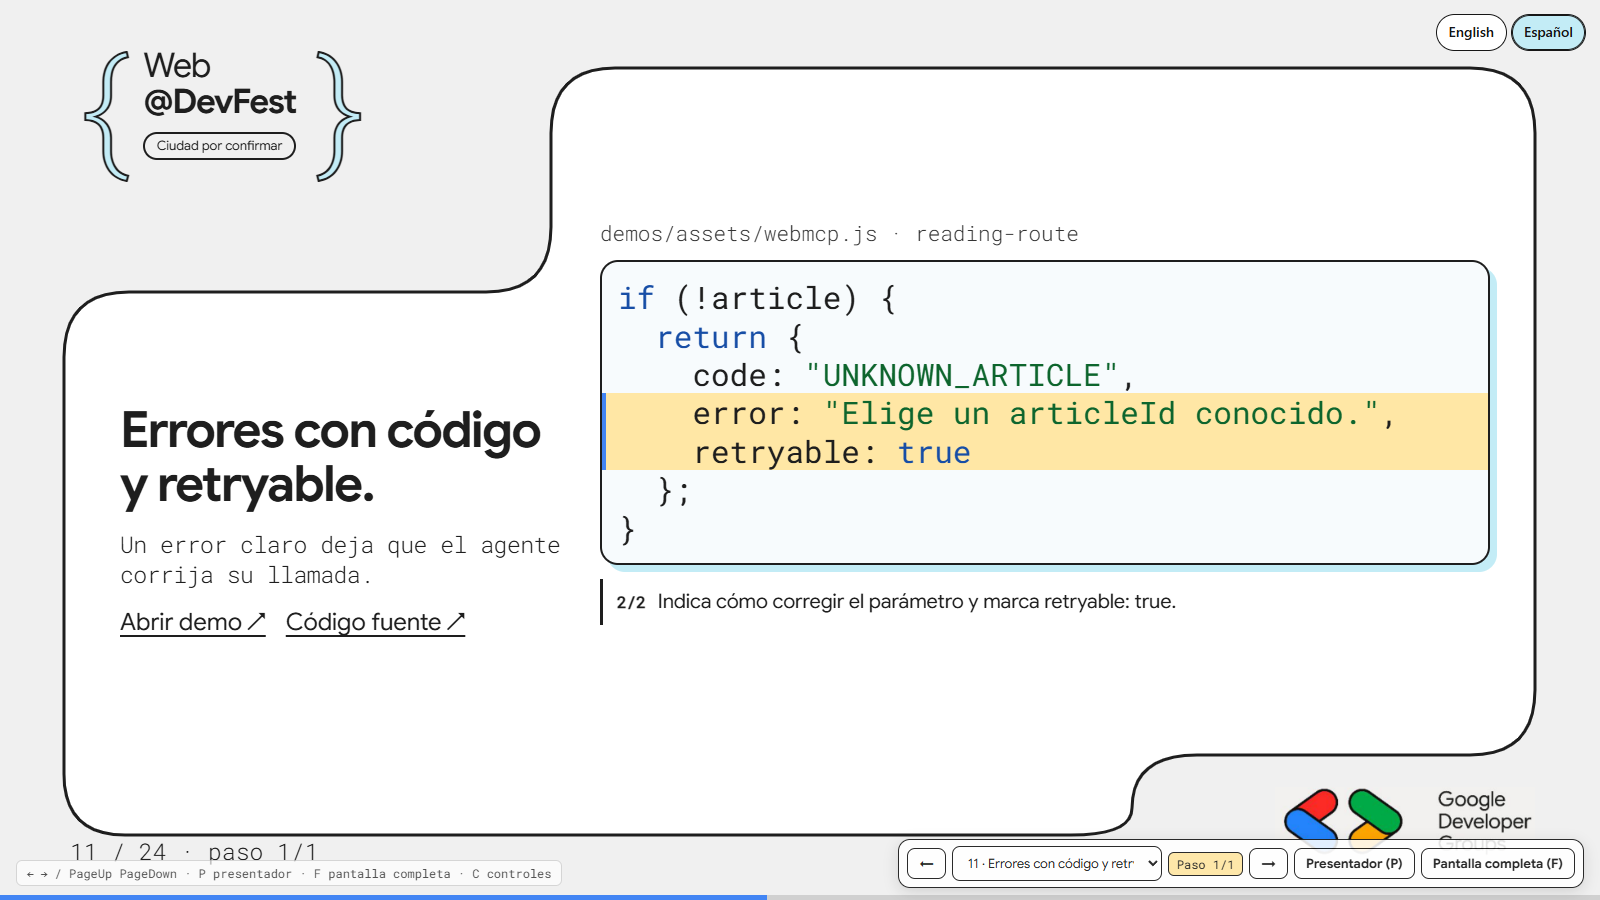 English
Español
Web
@DevFest
Ciudad por confirmar
demos/assets/webmcp.js · reading-route
if (!article) {
  return {
    code: "UNKNOWN_ARTICLE",
    error: "Elige un articleId conocido.",
    retryable: true
  };
}
2/2 Indica cómo corregir el parámetro y marca retryable: true.
Errores con código
y retryable.
Un error claro deja que el agente
corrija su llamada.
Abrir demo ↗ Código fuente ↗
Google
Developer
Groups
11 / 24 · paso 1/1
← → / PageUp PageDown · P presentador · F pantalla completa · C controles
← 11 · Errores con código y retr Paso 1/1 → Presentador (P) Pantalla completa (F)